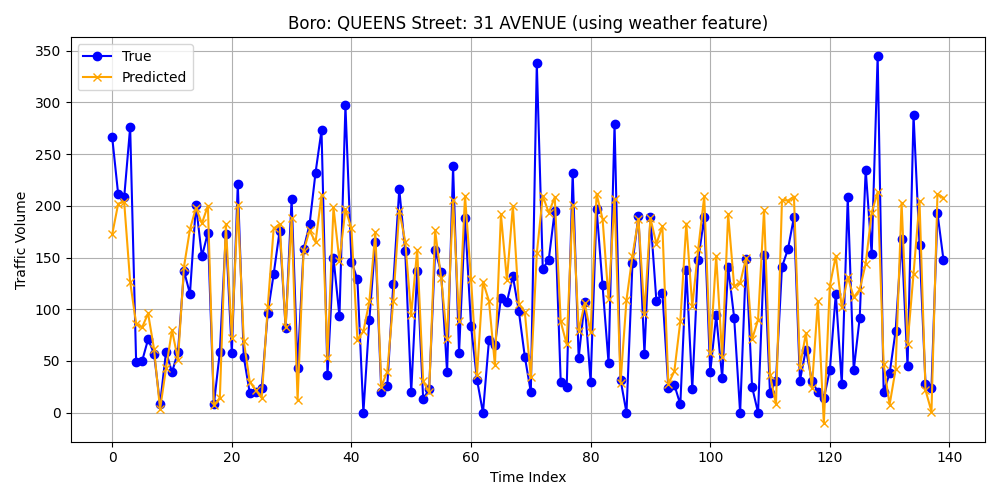 Boro: QUEENS Street: 31 AVENUE (using weather feature)
True
Predicted
Traffic Volume
350
300
250
200
150
100
50
0
0 20 40 60 80 100 120 140
Time Index